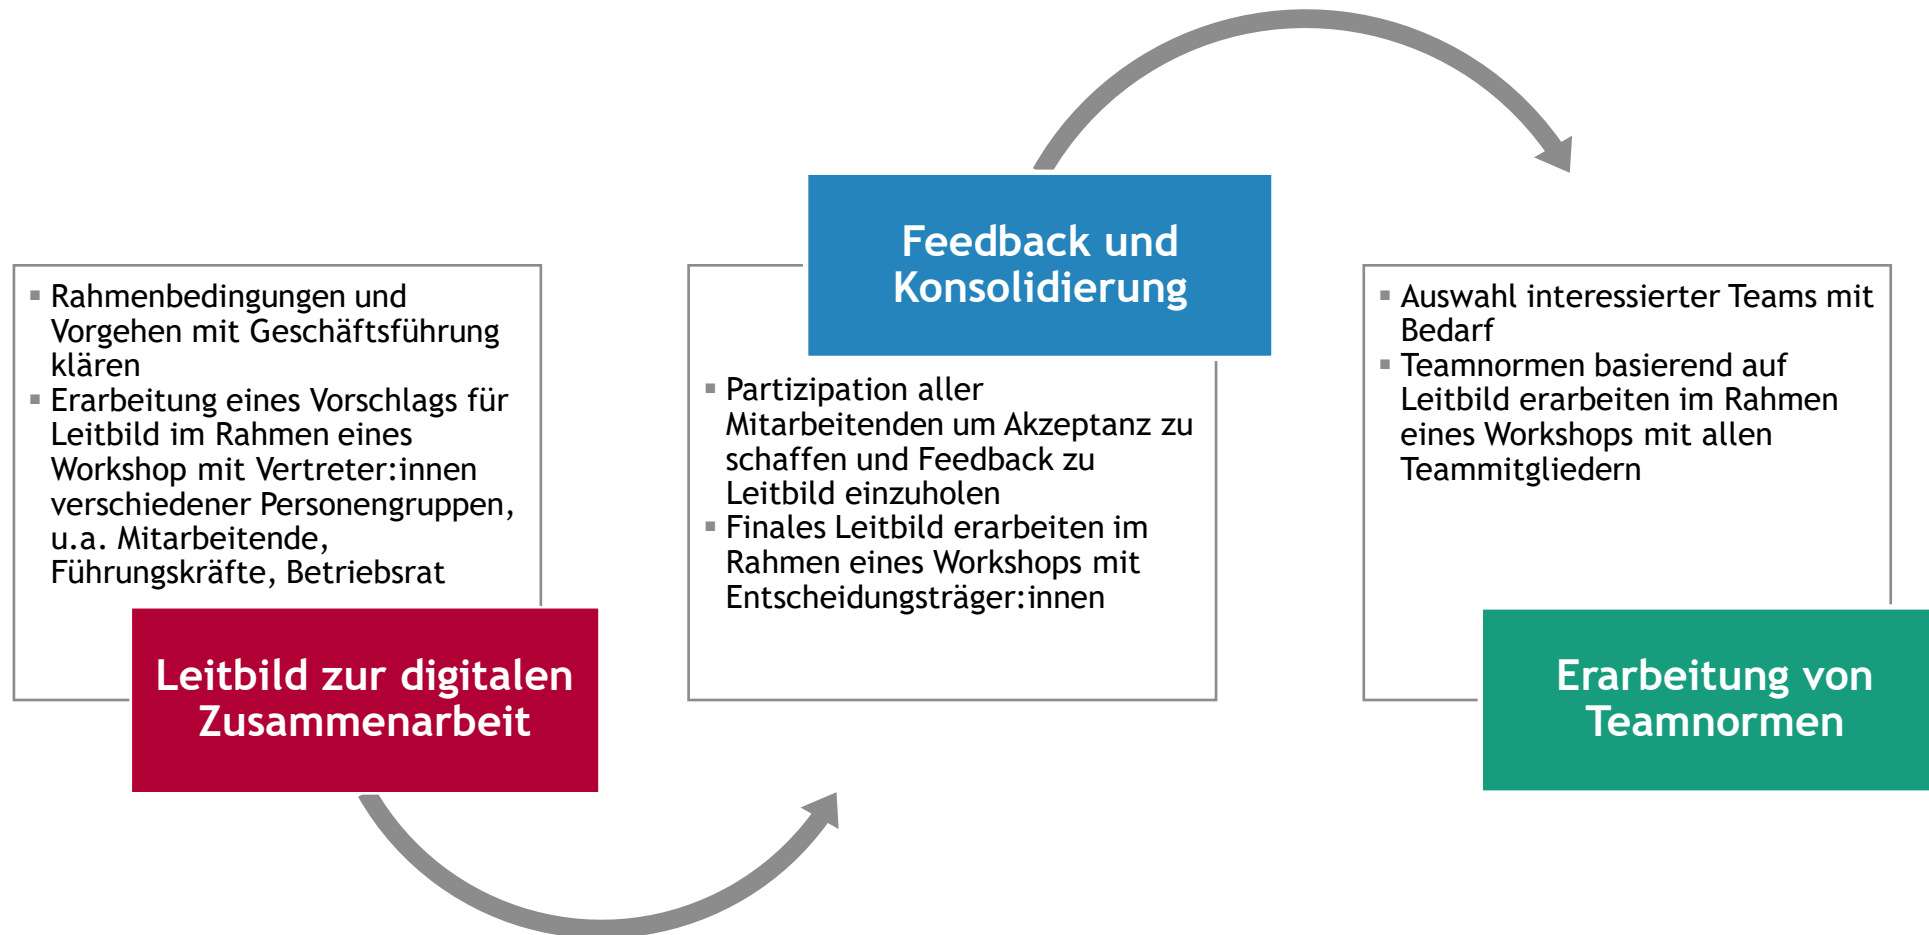 ▪ Rahmenbedingungen und
Vorgehen mit Geschäftsführung
klären
▪ Erarbeitung eines Vorschlags für
Leitbild im Rahmen eines
Workshop mit Vertreter:innen
verschiedener Personengruppen,
u.a. Mitarbeitende,
Führungskräfte, Betriebsrat
Leitbild zur digitalen
Zusammenarbeit
Feedback und
Konsolidierung
▪ Partizipation aller
Mitarbeitenden um Akzeptanz zu
schaffen und Feedback zu
Leitbild einzuholen
▪ Finales Leitbild erarbeiten im
Rahmen eines Workshops mit
Entscheidungsträger:innen
▪ Auswahl interessierter Teams mit
Bedarf
▪ Teamnormen basierend auf
Leitbild erarbeiten im Rahmen
eines Workshops mit allen
Teammitgliedern
Erarbeitung von
Teamnormen